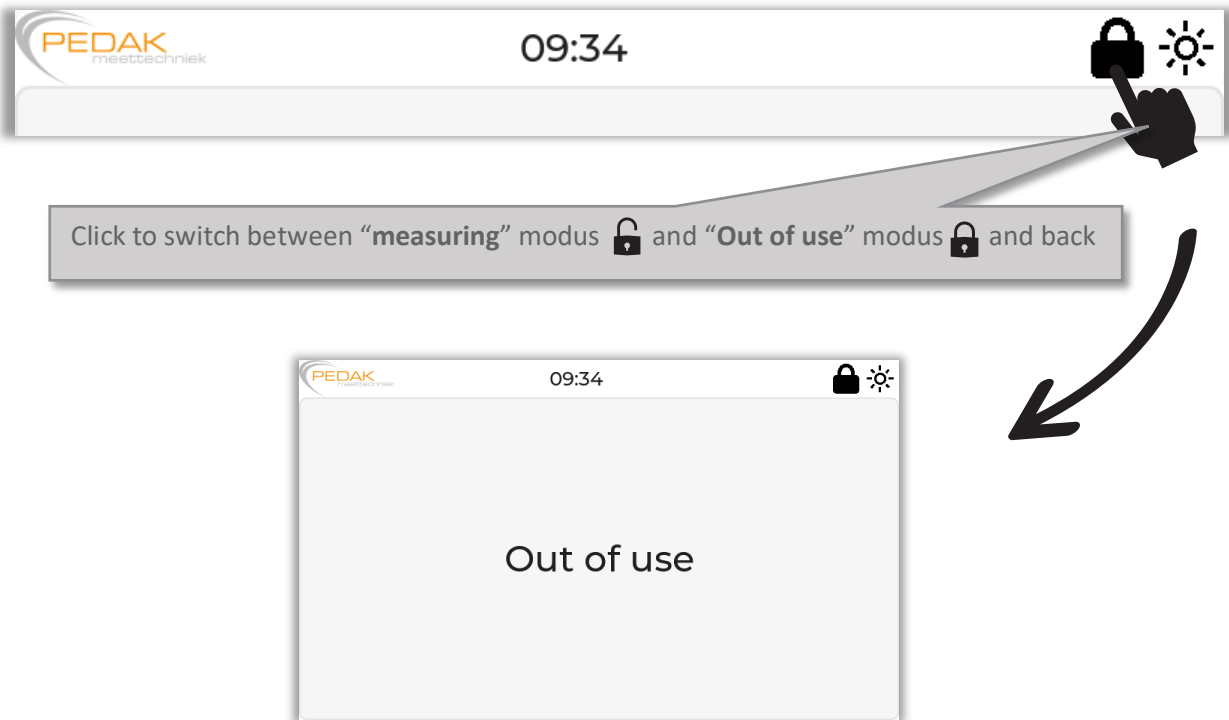 PEDAK
meettechniek
09:34
Click to switch between “measuring” modus and “Out of use” modus and back
PEDAK
meettechniek
09:34
Out of use